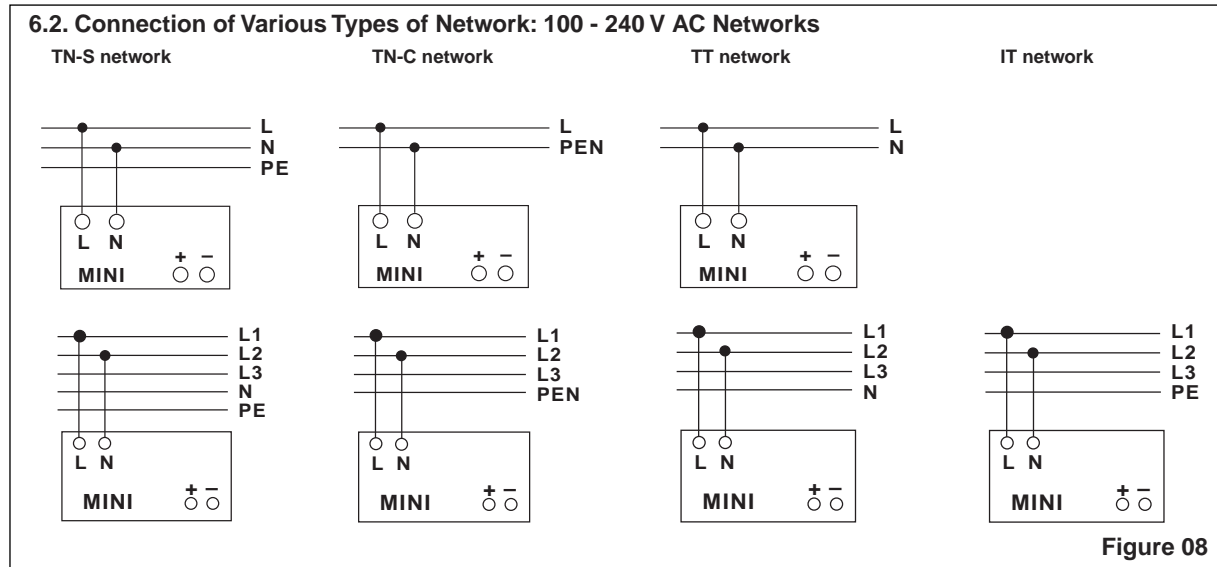 6.2. Connection of Various Types of Network: 100 - 240 V AC Networks
TN-S network
TN-C network
TT network
IT network
L
N
PE
L N
+ −
MINI
L
PEN
L N
+ −
MINI
L
N
L N
+ −
MINI
L1
L2
L3
N
PE
L N
+ −
MINI
L1
L2
L3
PEN
L N
+ −
MINI
L1
L2
L3
N
L N
+ −
MINI
L1
L2
L3
PE
L N
+ −
MINI
Figure 08